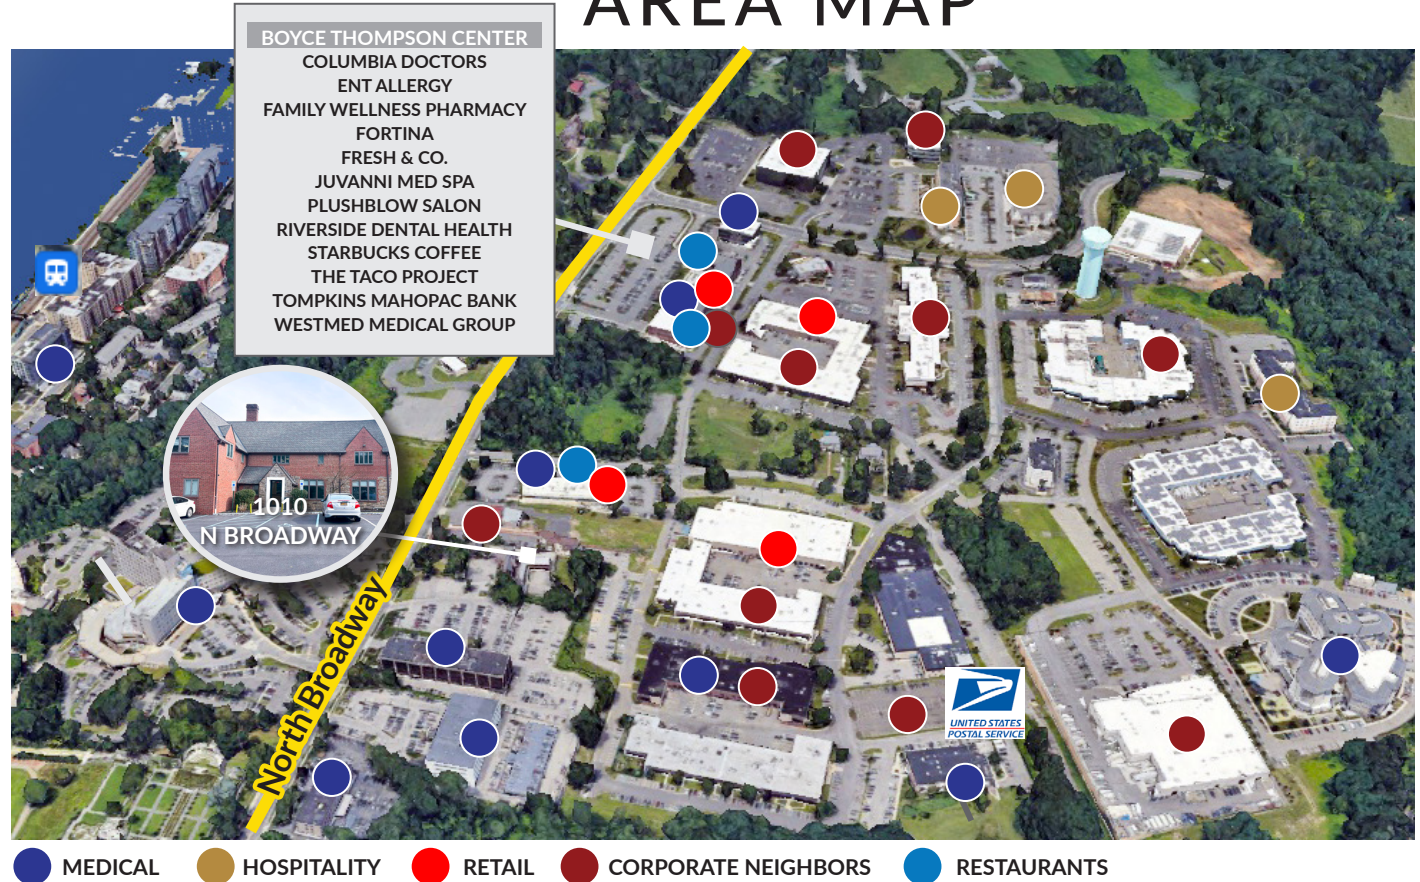 AREA MAP
BOYCE THOMPSON CENTER
COLUMBIA DOCTORS
ENT ALLERGY
FAMILY WELLNESS PHARMACY
FORTINA
FRESH & CO.
JUVANNI MED SPA
PLUSHBLOW SALON
RIVERSIDE DENTAL HEALTH
STARBUCKS COFFEE
THE TACO PROJECT
TOMPKINS MAHOPAC BANK
WESTMED MEDICAL GROUP
1010
N BROADWAY
North Broadway
UNITED STATES
POSTAL SERVICE
MEDICAL
HOSPITALITY
RETAIL
CORPORATE NEIGHBORS
RESTAURANTS